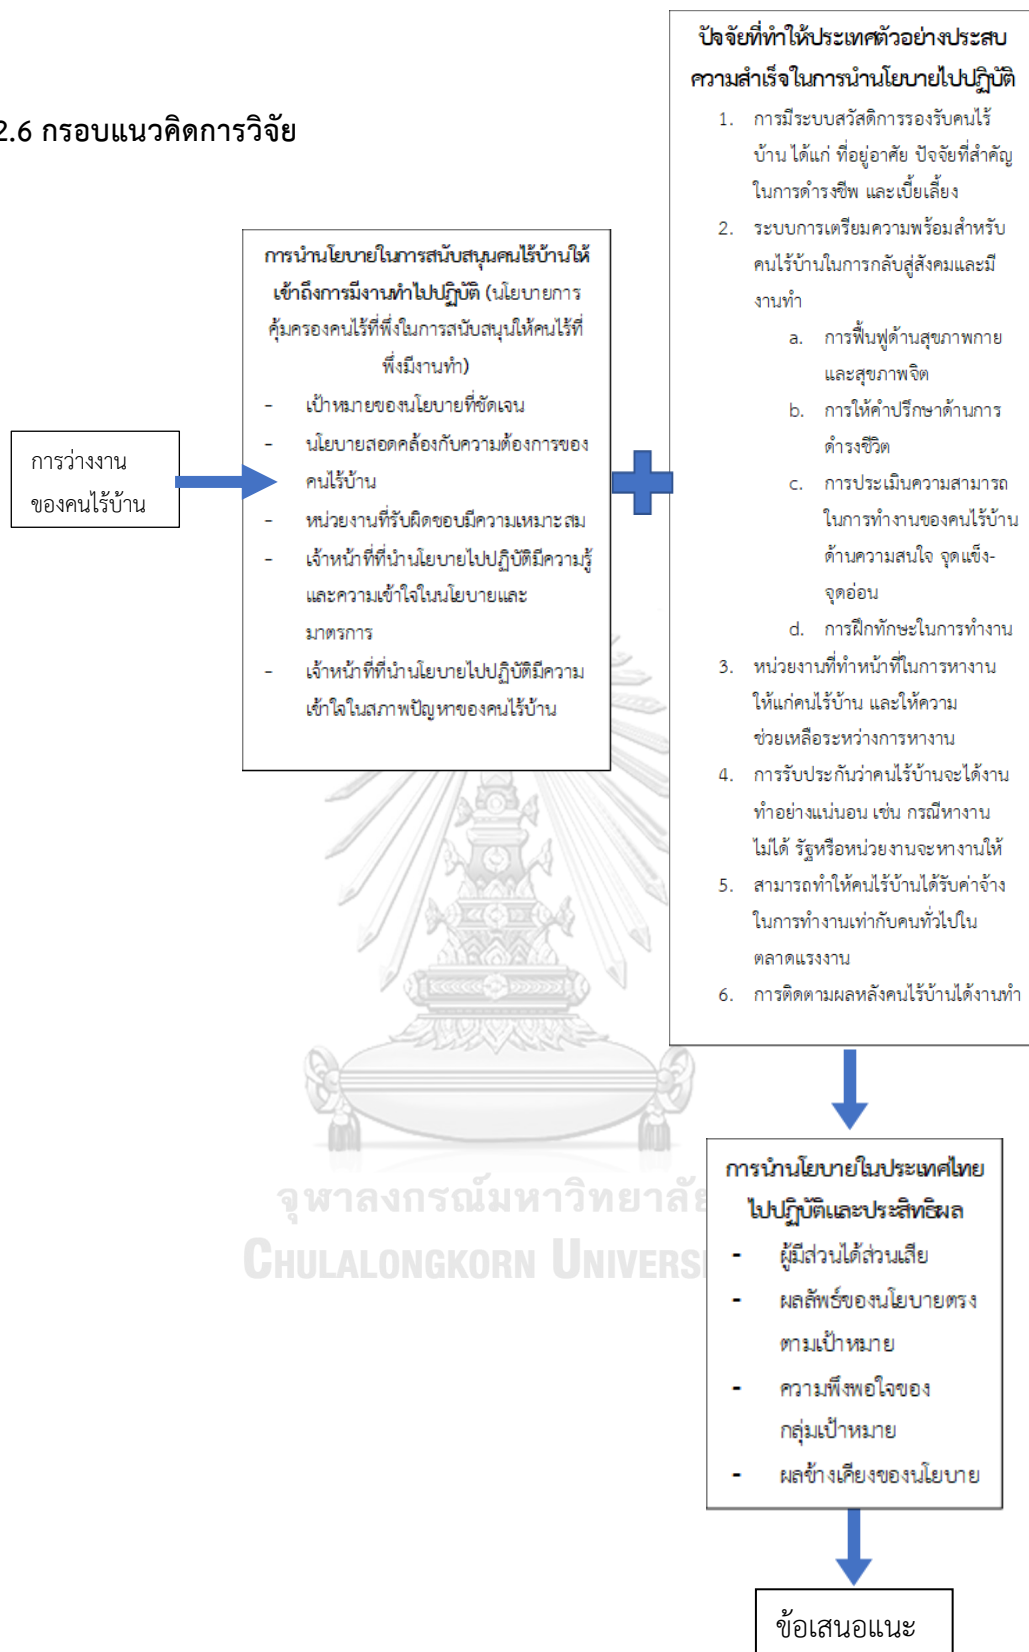 2.6 กรอบแนวคิดการวิจัย
การว่างงาน
ของคนไร้บ้าน
การนำนโยบายในการสนับสนุนคนไร้บ้านให้
เข้าถึงการมีงานทำไปปฏิบัติ (นโยบายการ
คุ้มครองคนไร้ที่พึ่งในการสนับสนุนให้คนไร้ที่
พึ่งมีงานทำ)
- เป้าหมายของนโยบายที่ชัดเจน
- นโยบายสอดคล้องกับความต้องการของ
คนไร้บ้าน
- หน่วยงานที่รับผิดชอบมีความเหมาะสม
- เจ้าหน้าที่ที่นำนโยบายไปปฏิบัติมีความรู้
และความเข้าใจในนโยบายและ
มาตรการ
- เจ้าหน้าที่ที่นำนโยบายไปปฏิบัติมีความ
เข้าใจในสภาพปัญหาของคนไร้บ้าน
ปัจจัยที่ทำให้ประเทศตัวอย่างประสบ
ความสำเร็จในการนำนโยบายไปปฏิบัติ
1. การมีระบบสวัสดิการรองรับคนไร้
บ้าน ได้แก่ ที่อยู่อาศัย ปัจจัยที่สำคัญ
ในการดำรงชีพ และเบี้ยเลี้ยง
2. ระบบการเตรียมความพร้อมสำหรับ
คนไร้บ้านในการกลับสู่สังคมและมี
งานทำ
a. การฟื้นฟูด้านสุขภาพกาย
และสุขภาพจิต
b. การให้คำปรึกษาด้านการ
ดำรงชีวิต
c. การประเมินความสามารถ
ในการทำงานของคนไร้บ้าน
ด้านความสนใจ จุดแข็ง-
จุดอ่อน
d. การฝึกทักษะในการทำงาน
3. หน่วยงานที่ทำหน้าที่ในการหางาน
ให้แก่คนไร้บ้าน และให้ความ
ช่วยเหลือระหว่างการหางาน
4. การรับประกันว่าคนไร้บ้านจะได้งาน
ทำอย่างแน่นอน เช่น กรณีหางาน
ไม่ได้ รัฐหรือหน่วยงานจะหางานให้
5. สามารถทำให้คนไร้บ้านได้รับค่าจ้าง
ในการทำงานเท่ากับคนทั่วไปใน
ตลาดแรงงาน
6. การติดตามผลหลังคนไร้บ้านได้งานทำ
จุฬาลงกรณ์มหาวิทยาลัย
CHULALONGKORN UNIVERSI
การนำนโยบายในประเทศไทย
ไปปฏิบัติและประสิทธิผล
- ผู้มีส่วนได้ส่วนเสีย
- ผลลัพธ์ของนโยบายตรง
ตามเป้าหมาย
- ความพึงพอใจของ
กลุ่มเป้าหมาย
- ผลข้างเคียงของนโยบาย
ข้อเสนอแนะ